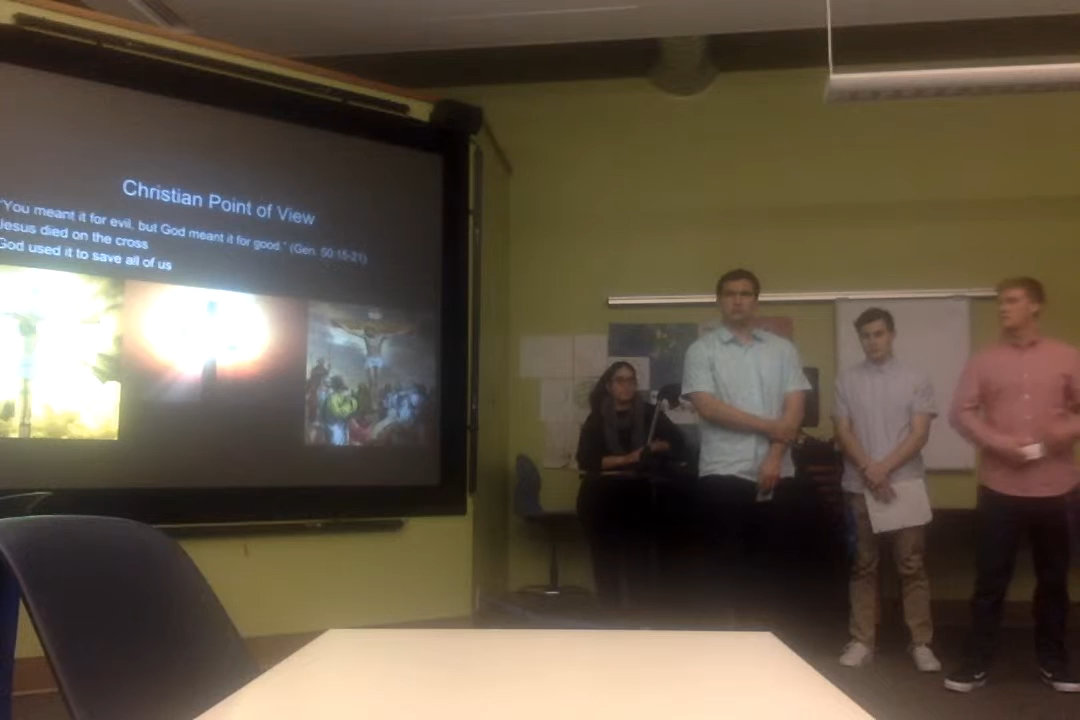 Christian Point of View
"You meant it for evil, but God meant it for good." (Gen. 50:15-21)
Jesus died on the cross
God used it to save all of us